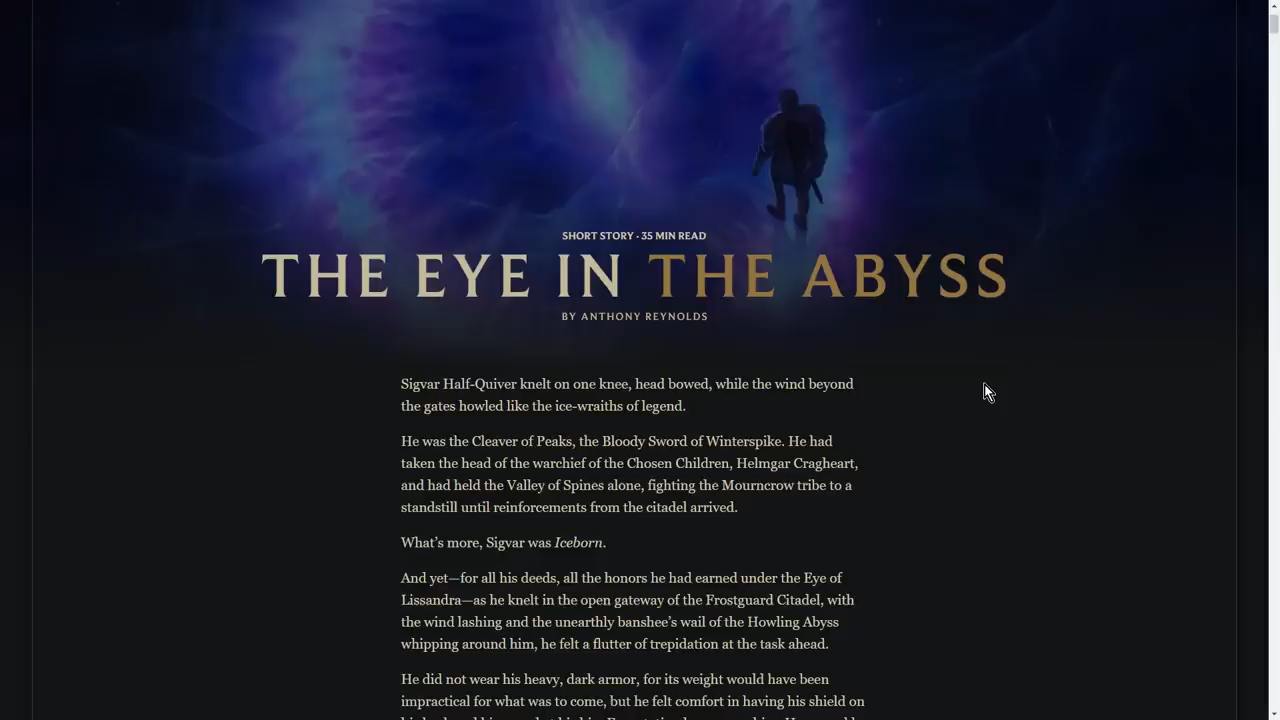 SHORT STORY • 35 MIN READ
THE EYE IN THE ABYSS
BY ANTHONY REYNOLDS
Sigvar Half-Quiver knelt on one knee, head bowed, while the wind beyond
the gates howled like the ice-wraiths of legend.
He was the Cleaver of Peaks, the Bloody Sword of Winterspike. He had
taken the head of the warchief of the Chosen Children, Helmgar Cragheart,
and had held the Valley of Spines alone, fighting the Mourncrow tribe to a
standstill until reinforcements from the citadel arrived.
What’s more, Sigvar was Iceborn.
And yet—for all his deeds, all the honors he had earned under the Eye of
Lissandra—as he knelt in the open gateway of the Frostguard Citadel, with
the wind lashing and the unearthly banshee’s wail of the Howling Abyss
whipping around him, he felt a flutter of trepidation at the task ahead.
He did not wear his heavy, dark armor, for its weight would have been
impractical for what was to come, but he felt comfort in having his shield on